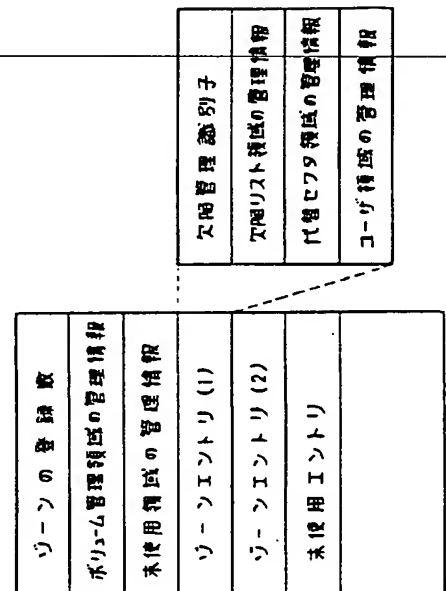 ゾーンの登録数
ボリューム管理領域の管理情報
未使用領域の管理情報
ゾーンエントリ(1)
ゾーンエントリ(2)
未使用エントリ
欠陥管理識別子
欠陥リスト領域の管理情報
代替セクタ領域の管理情報
ユーザ領域の管理情報